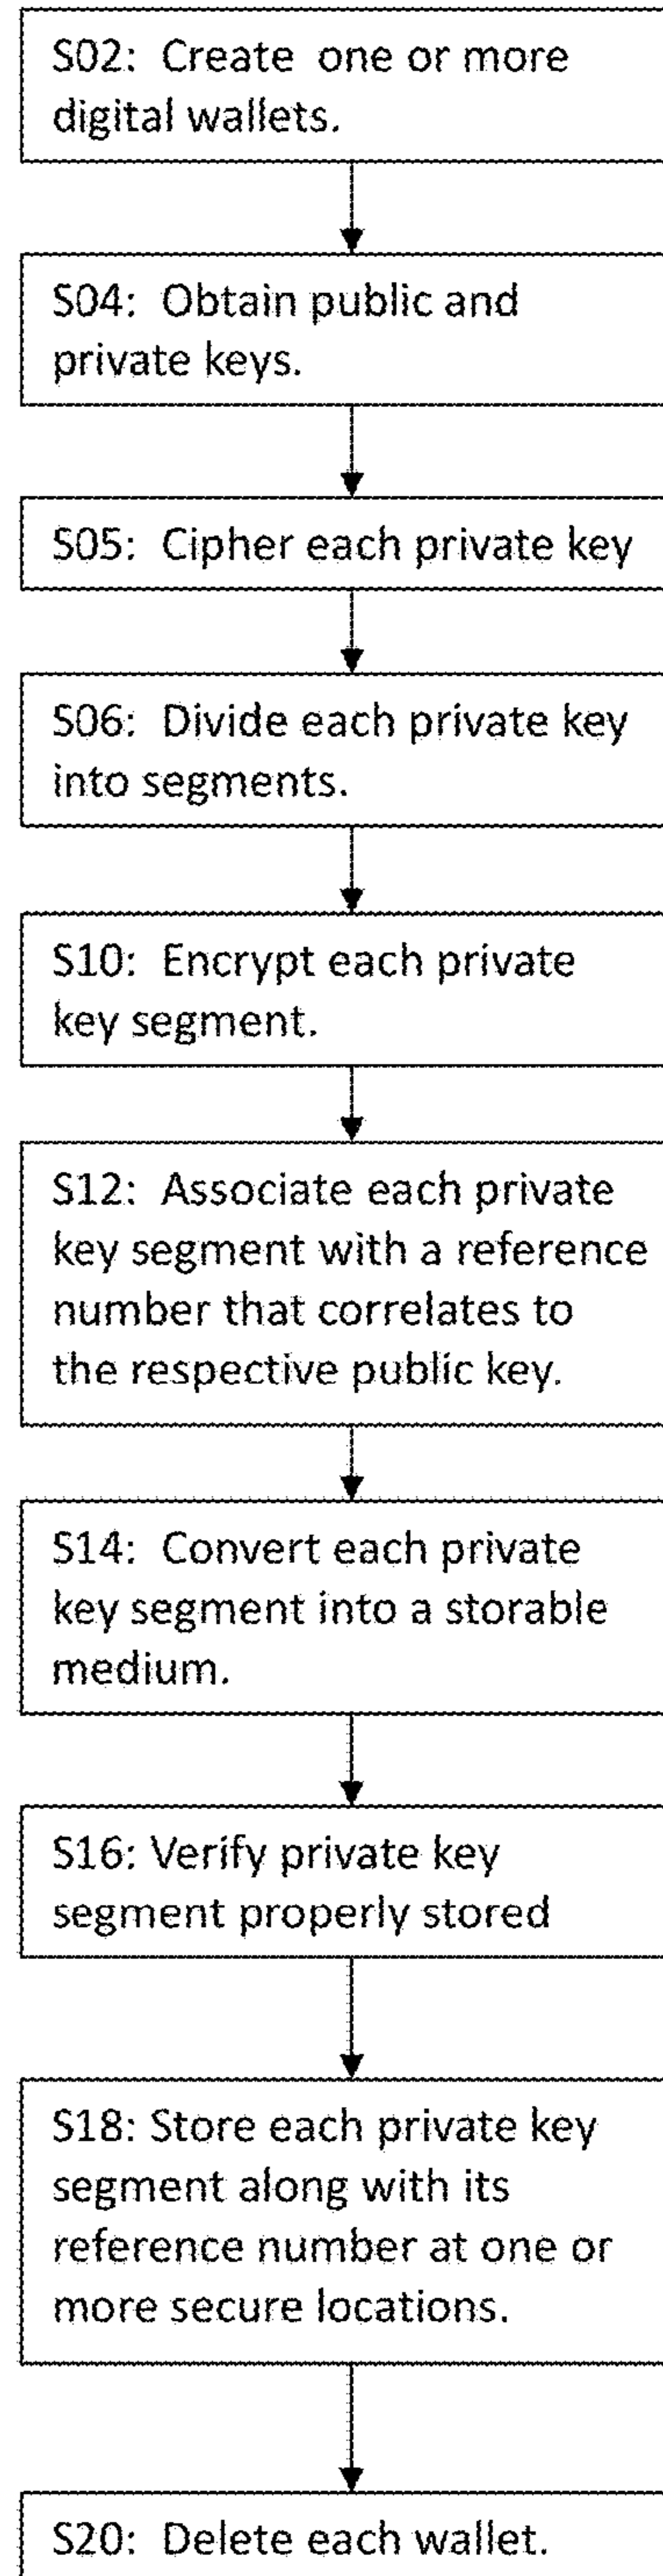 S02: Create one or more
digital wallets.
S04: Obtain public and
private keys.
S05: Cipher each private key
S06: Divide each private key
into segments.
S10: Encrypt each private
key segment.
S12: Associate each private
key segment with a reference
number that correlates to
the respective public key.
S14: Convert each private
key segment into a storable
medium.
S16: Verify private key
segment properly stored
S18: Store each private key
segment along with its
reference number at one or
more secure locations.
S20: Delete each wallet.